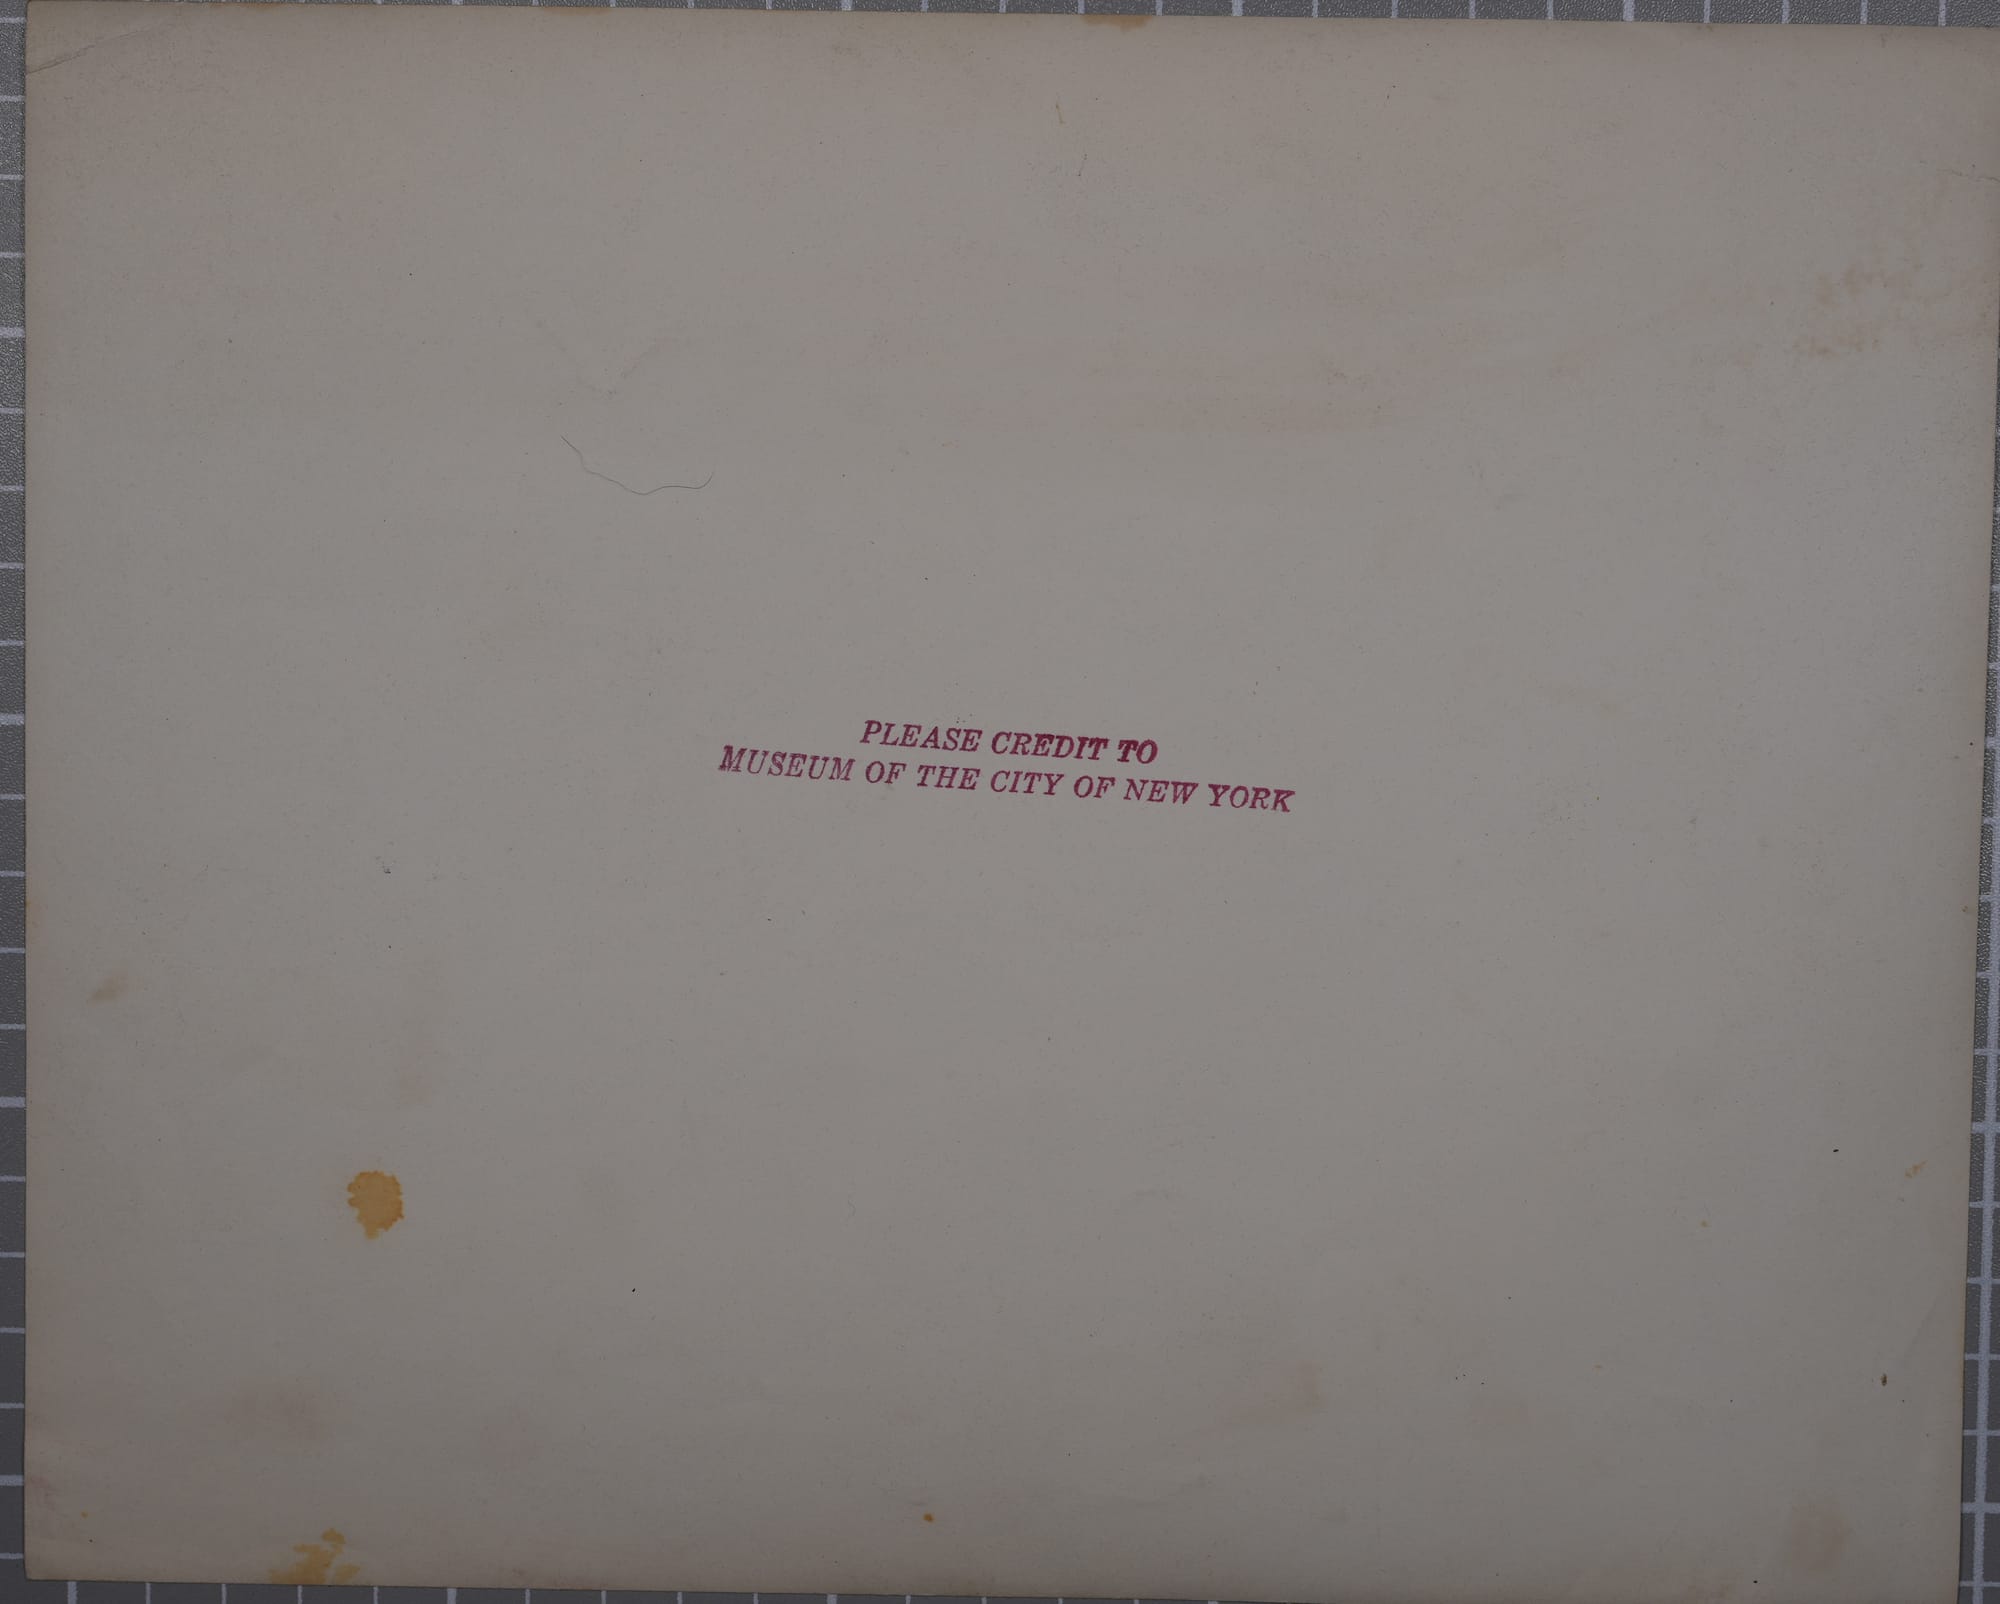 PLEASE CREDIT TO
MUSEUM OF THE CITY OF NEW YORK